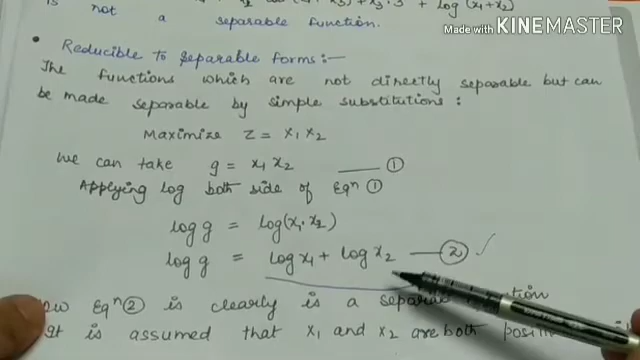 + log (x1+x2)
is not a separable function.
Made with KINEMASTER
• Reducible to separable forms:—
The functions which are not directly separable but can
be made separable by simple substitutions:
Maximize Z = x1 x2
We can take g = x1 x2 —— ①
Applying log both side of Eqn ①
log g = log(x1.x2)
log g = log x1 + log x2 — ② ✓
Eqn ② is clearly is a
It is assumed that x1 and x2 are both